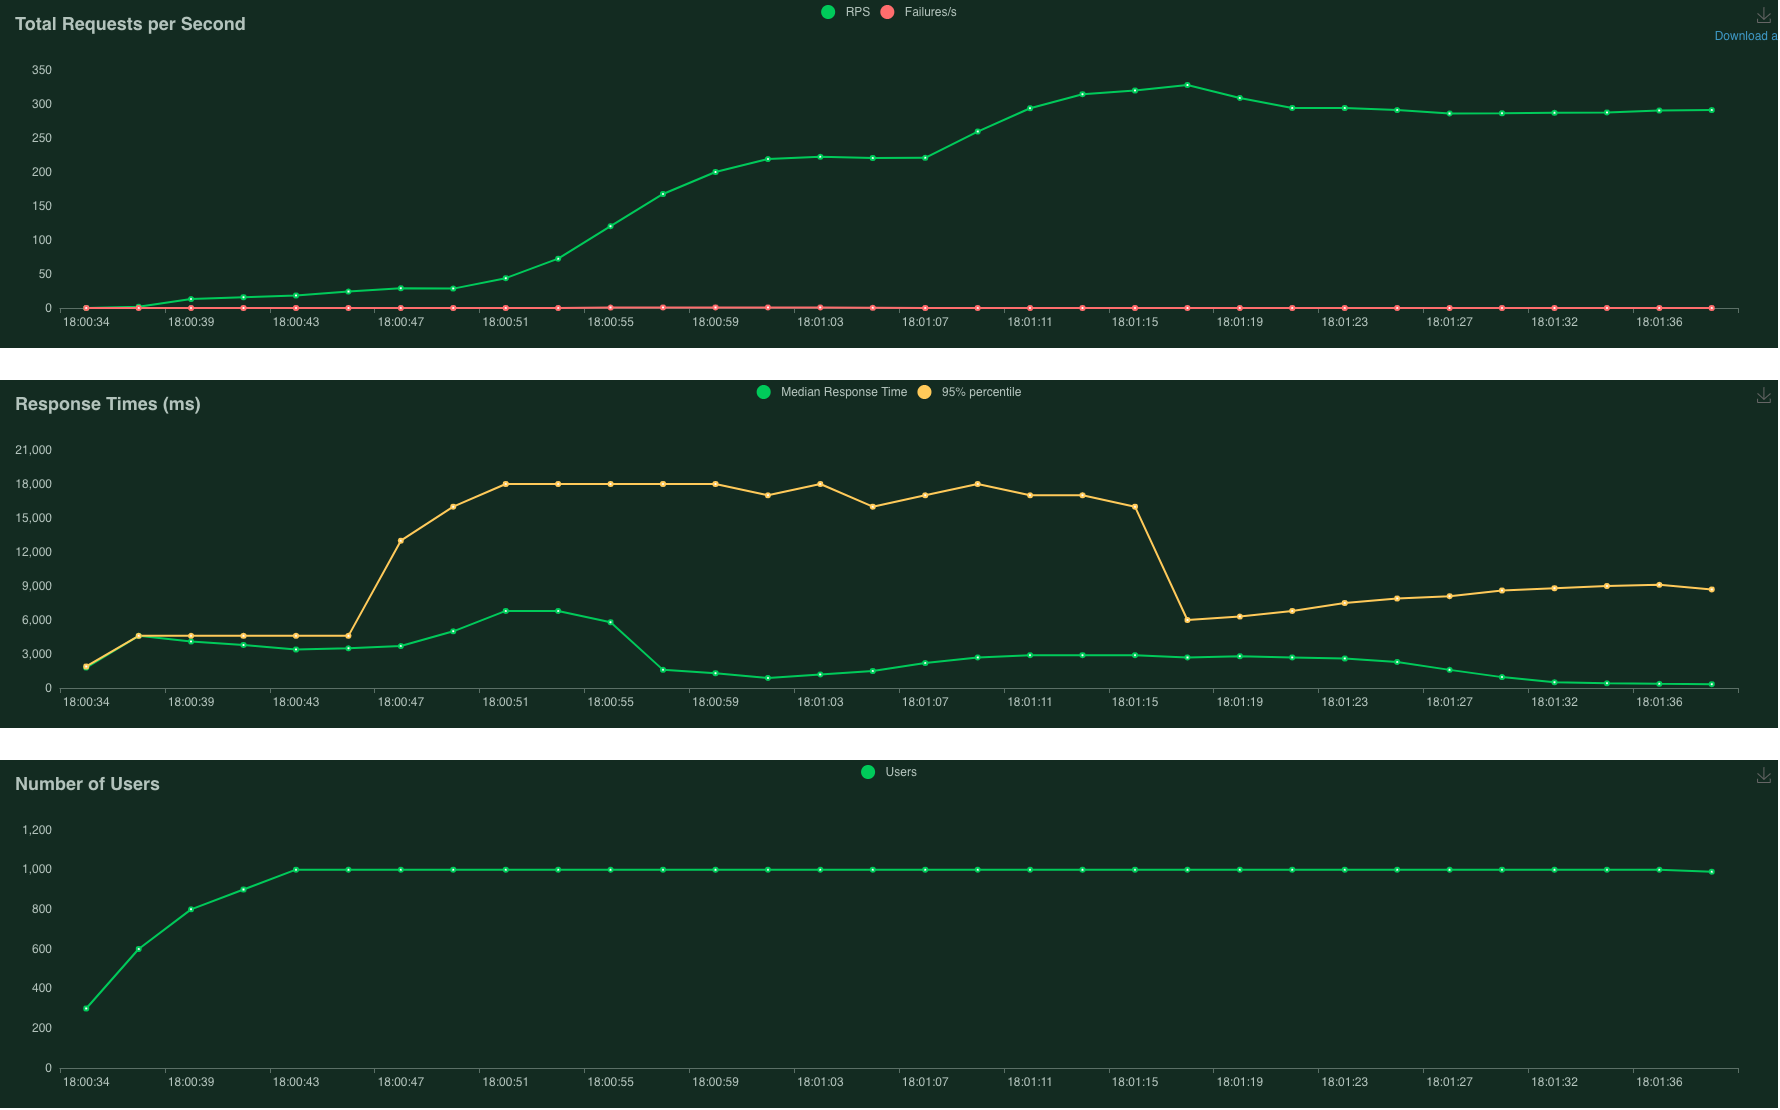 Total Requests per Second
RPS Failures/s
Download a
350
300
250
200
150
100
50
0
18:00:34 18:00:39 18:00:43 18:00:47 18:00:51 18:00:55 18:00:59 18:01:03 18:01:07 18:01:11 18:01:15 18:01:19 18:01:23 18:01:27 18:01:32 18:01:36
Response Times (ms)
Median Response Time 95% percentile
21,000
18,000
15,000
12,000
9,000
6,000
3,000
0
18:00:34 18:00:39 18:00:43 18:00:47 18:00:51 18:00:55 18:00:59 18:01:03 18:01:07 18:01:11 18:01:15 18:01:19 18:01:23 18:01:27 18:01:32 18:01:36
Number of Users
Users
1,200
1,000
800
600
400
200
0
18:00:34 18:00:39 18:00:43 18:00:47 18:00:51 18:00:55 18:00:59 18:01:03 18:01:07 18:01:11 18:01:15 18:01:19 18:01:23 18:01:27 18:01:32 18:01:36